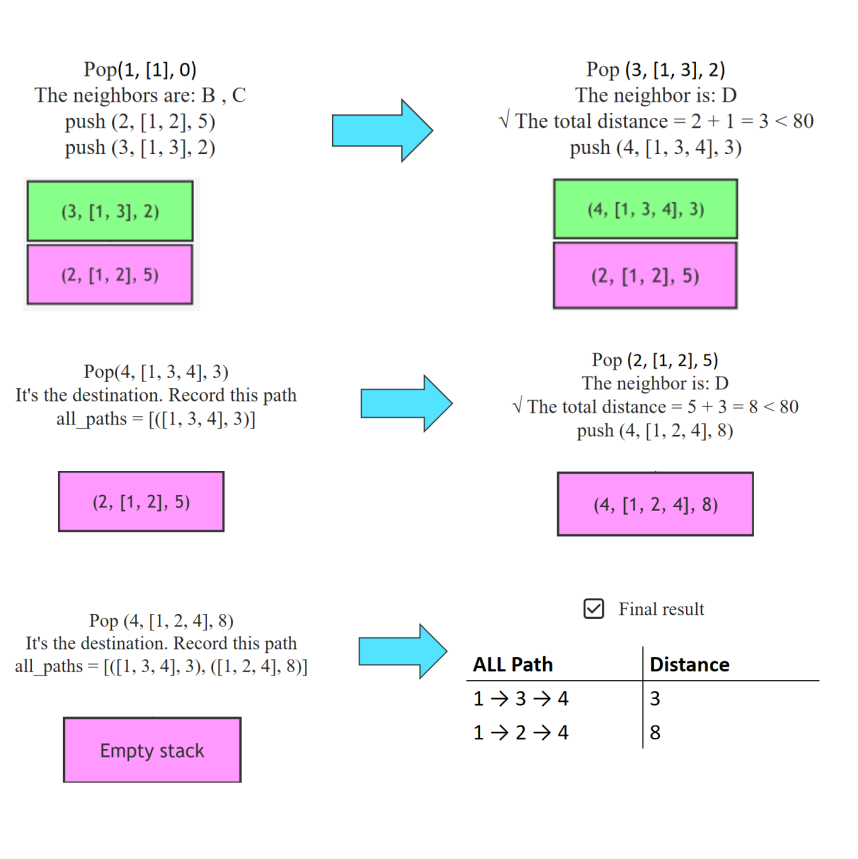 Pop(1, [1], 0)
The neighbors are: B , C
push (2, [1, 2], 5)
push (3, [1, 3], 2)
(3, [1, 3], 2)
(2, [1, 2], 5)
Pop (3, [1, 3], 2)
The neighbor is: D
√ The total distance = 2 + 1 = 3 < 80
push (4, [1, 3, 4], 3)
(4, [1, 3, 4], 3)
(2, [1, 2], 5)
Pop(4, [1, 3, 4], 3)
It's the destination. Record this path
all_paths = [([1, 3, 4], 3)]
(2, [1, 2], 5)
Pop (2, [1, 2], 5)
The neighbor is: D
√ The total distance = 5 + 3 = 8 < 80
push (4, [1, 2, 4], 8)
(4, [1, 2, 4], 8)
Pop (4, [1, 2, 4], 8)
It's the destination. Record this path
all_paths = [([1, 3, 4], 3), ([1, 2, 4], 8)]
Empty stack
Final result
ALL Path Distance
1 → 3 → 4 3
1 → 2 → 4 8